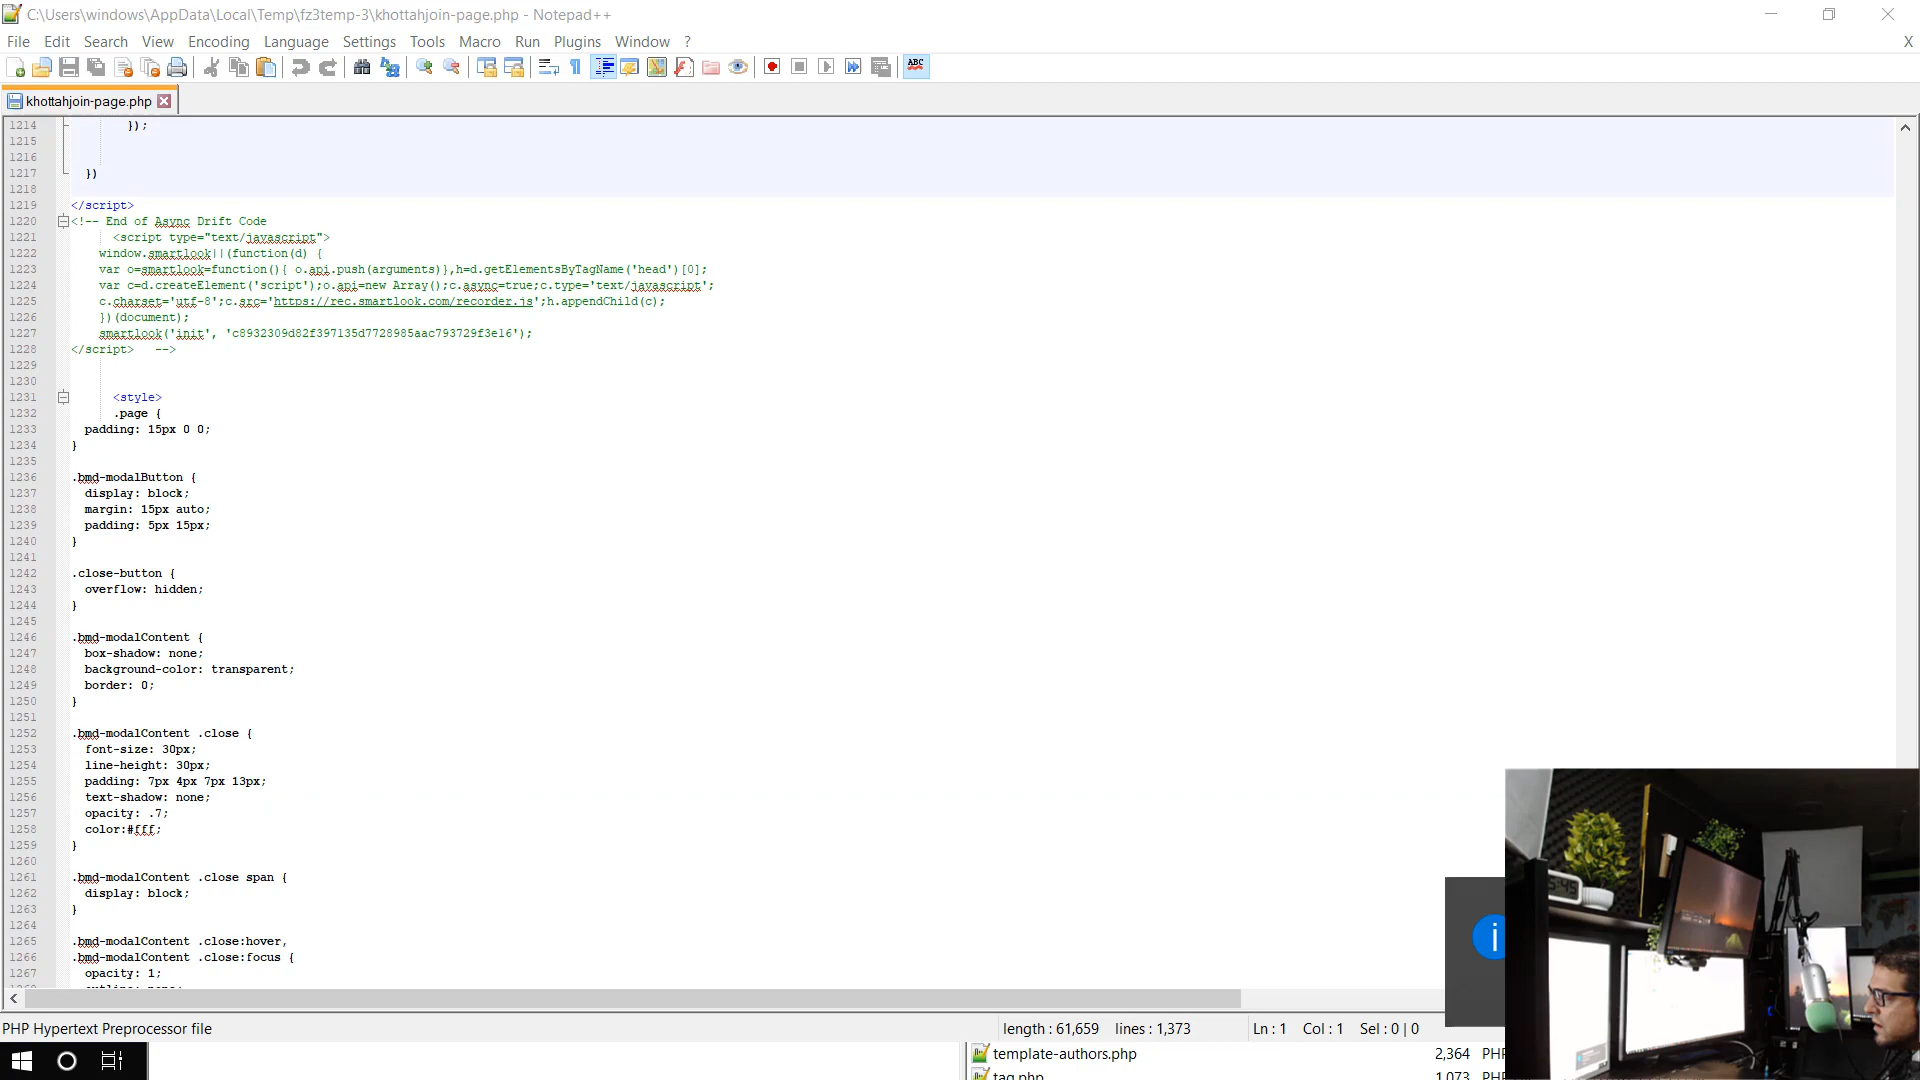 C:\Users\windows\AppData\Local\Temp\fz3temp-3\khottahjoin-page.php - Notepad++
File Edit Search View Encoding Language Settings Tools Macro Run Plugins Window ? X
ABC
khottahjoin-page.php
1214 });
1215
1216
1217 })
1218
1219 </script>
1220 <!-- End of Async Drift Code
1221 <script type="text/javascript">
1222 window.smartlook||(function(d) {
1223 var o=smartlook=function(){ o.api.push(arguments)},h=d.getElementsByTagName('head')[0];
1224 var c=d.createElement('script');o.api=new Array();c.async=true;c.type='text/javascript';
1225 c.charset='utf-8';c.src='https://rec.smartlook.com/recorder.js';h.appendChild(c);
1226 })(document);
1227 smartlook('init', 'c8932309d82f397135d7728985aac793729f3e16');
1228 </script> -->
1229
1230
1231 <style>
1232 .page {
1233 padding: 15px 0 0;
1234 }
1235
1236 .bmd-modalButton {
1237 display: block;
1238 margin: 15px auto;
1239 padding: 5px 15px;
1240 }
1241
1242 .close-button {
1243 overflow: hidden;
1244 }
1245
1246 .bmd-modalContent {
1247 box-shadow: none;
1248 background-color: transparent;
1249 border: 0;
1250 }
1251
1252 .bmd-modalContent .close {
1253 font-size: 30px;
1254 line-height: 30px;
1255 padding: 7px 4px 7px 13px;
1256 text-shadow: none;
1257 opacity: .7;
1258 color:#fff;
1259 }
1260
1261 .bmd-modalContent .close span {
1262 display: block;
1263 }
1264
1265 .bmd-modalContent .close:hover,
1266 .bmd-modalContent .close:focus {
1267 opacity: 1;
PHP Hypertext Preprocessor file length : 61,659 lines : 1,373 Ln : 1 Col : 1 Sel : 0 | 0
template-authors.php 2,364 PHP
tag.php 1,073